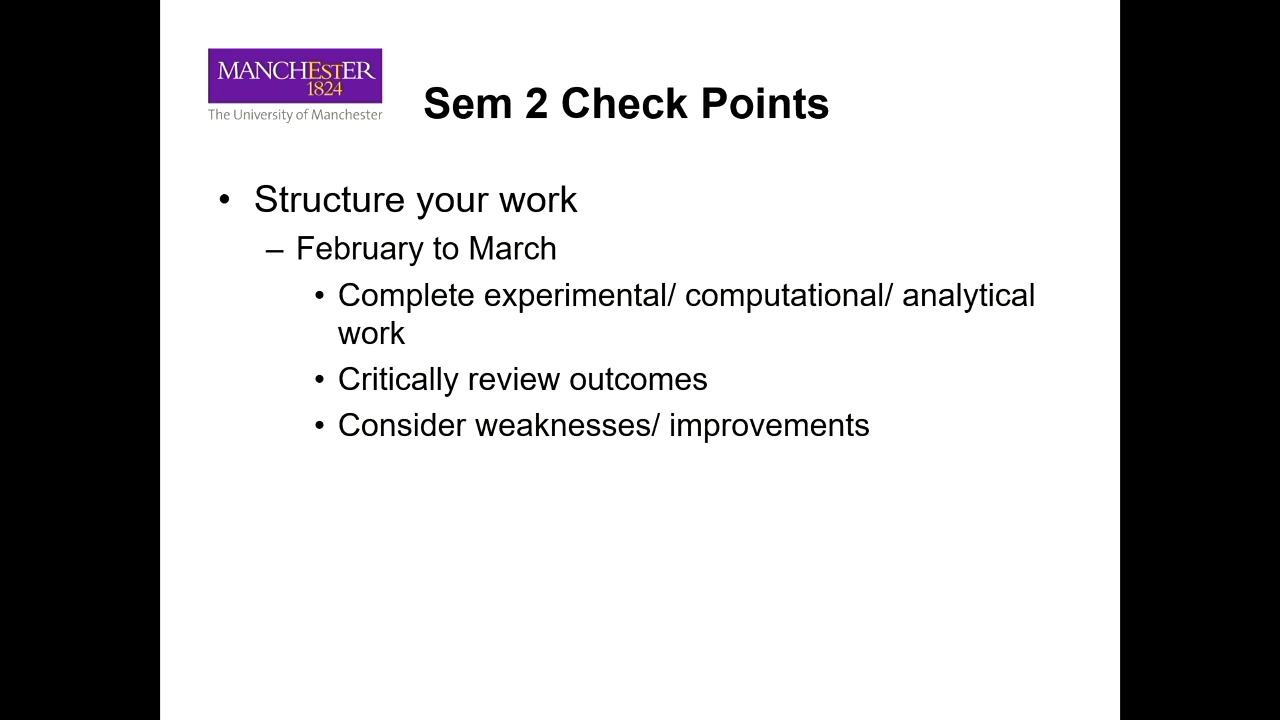 MANCHESTER
1824
The University of Manchester
Sem 2 Check Points
• Structure your work
– February to March
• Complete experimental/ computational/ analytical
work
• Critically review outcomes
• Consider weaknesses/ improvements